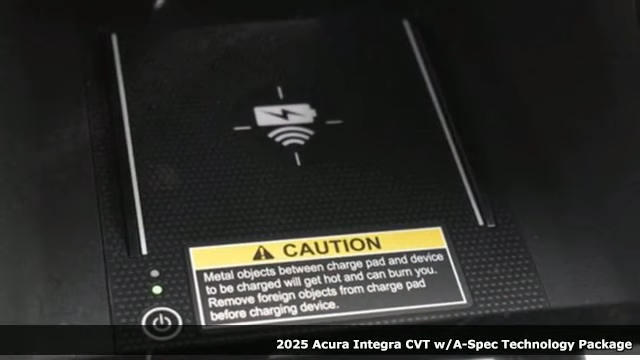 CAUTION
Metal objects between charge pad and device
to be charged will get hot and can burn you.
Remove foreign objects from charge pad
before charging device.
2025 Acura Integra CVT w/A-Spec Technology Package